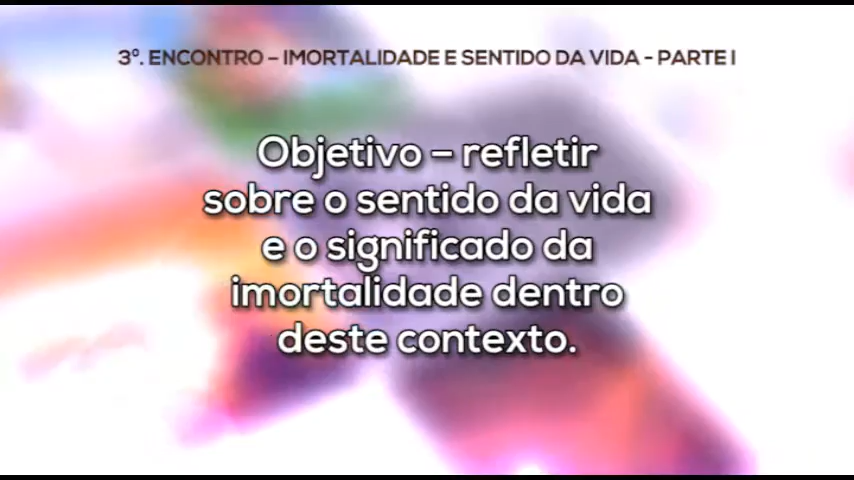 3º. ENCONTRO – IMORTALIDADE E SENTIDO DA VIDA - PARTE I
Objetivo – refletir
sobre o sentido da vida
e o significado da
imortalidade dentro
deste contexto.